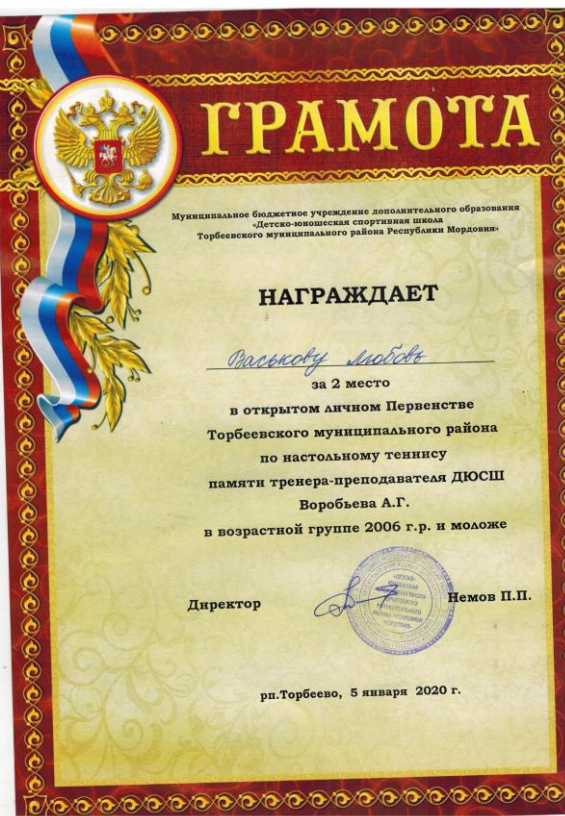 ГРАМОТА
Муниципальное бюджетное учреждение дополнительного образования
«Детско-юношеская спортивная школа
Торбеевского муниципального района Республики Мордовия»
НАГРАЖДАЕТ
Васькову Любовь
за 2 место
в открытом личном Первенстве
Торбеевского муниципального района
по настольному теннису
памяти тренера-преподавателя ДЮСШ
Воробьева А.Г.
в возрастной группе 2006 г.р. и моложе
Директор Немов П.П.
рп.Торбеево, 5 января 2020 г.